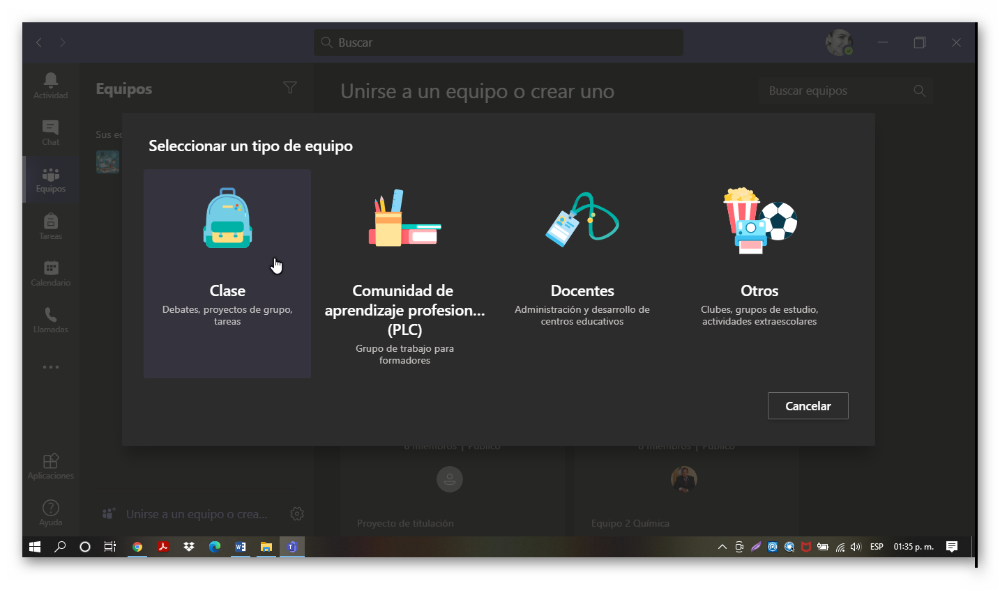 Buscar
Actividad
Equipos
Unirse a un equipo o crear uno
Buscar equipos
Chat
Sus
Seleccionar un tipo de equipo
Equipos
Tareas
Calendario
Llamadas
Clase
Debates, proyectos de grupo,
tareas
Comunidad de
aprendizaje profesion...
(PLC)
Grupo de trabajo para
formadores
Docentes
Administración y desarrollo de
centros educativos
Otros
Clubes, grupos de estudio,
actividades extraescolares
Cancelar
miembros | Público
miembros | Público
Aplicaciones
Ayuda
Unirse a un equipo o crea...
Proyecto de titulación
Equipo 2 Química
ESP
01:35 p. m.